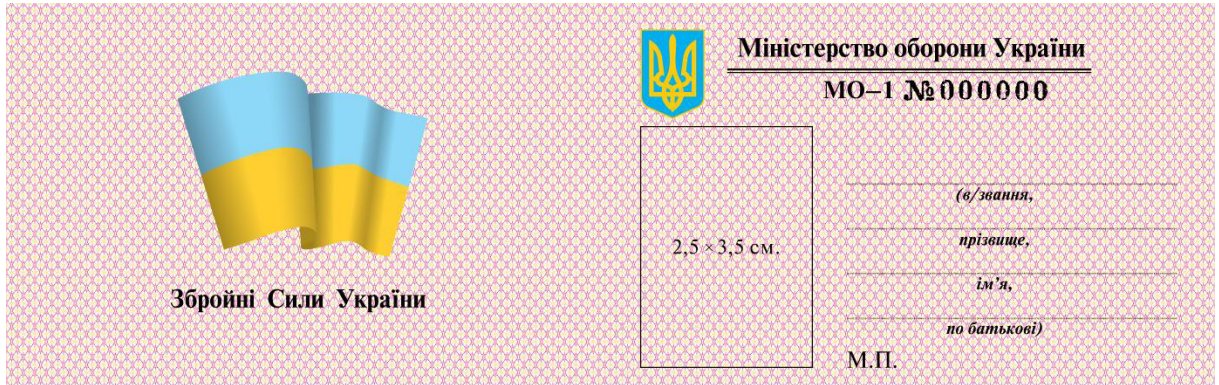 Збройні Сили України
Міністерство оборони України
МО–1 №000000
2,5×3,5 см.
(в/звання,
прізвище,
ім’я,
по батькові)
М.П.